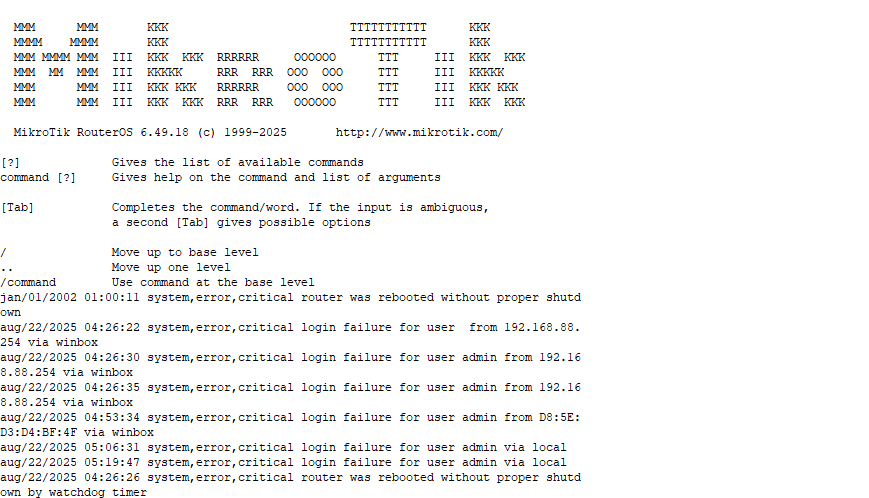 MMM      MMM       KKK                          TTTTTTTTTTT      KKK
MMMM    MMMM       KKK                          TTTTTTTTTTT      KKK
MMM MMMM MMM  III  KKK  KKK  RRRRRR     OOOOOO      TTT     III  KKK  KKK
MMM  MM  MMM  III  KKKKK     RRR  RRR  OOO  OOO     TTT     III  KKKKK
MMM      MMM  III  KKK KKK   RRRRRR    OOO  OOO     TTT     III  KKK KKK
MMM      MMM  III  KKK  KKK  RRR  RRR   OOOOOO      TTT     III  KKK  KKK
MikroTik RouterOS 6.49.18 (c) 1999-2025       http://www.mikrotik.com/
[?]             Gives the list of available commands
command [?]     Gives help on the command and list of arguments
[Tab]           Completes the command/word. If the input is ambiguous,
a second [Tab] gives possible options
/               Move up to base level
..              Move up one level
/command        Use command at the base level
jan/01/2002 01:00:11 system,error,critical router was rebooted without proper shutd
own
aug/22/2025 04:26:22 system,error,critical login failure for user  from 192.168.88.
254 via winbox
aug/22/2025 04:26:30 system,error,critical login failure for user admin from 192.16
8.88.254 via winbox
aug/22/2025 04:26:35 system,error,critical login failure for user admin from 192.16
8.88.254 via winbox
aug/22/2025 04:53:34 system,error,critical login failure for user admin from D8:5E:
D3:D4:BF:4F via winbox
aug/22/2025 05:06:31 system,error,critical login failure for user admin via local
aug/22/2025 05:19:47 system,error,critical login failure for user admin via local
aug/22/2025 04:26:26 system,error,critical router was rebooted without proper shutd
own by watchdog timer